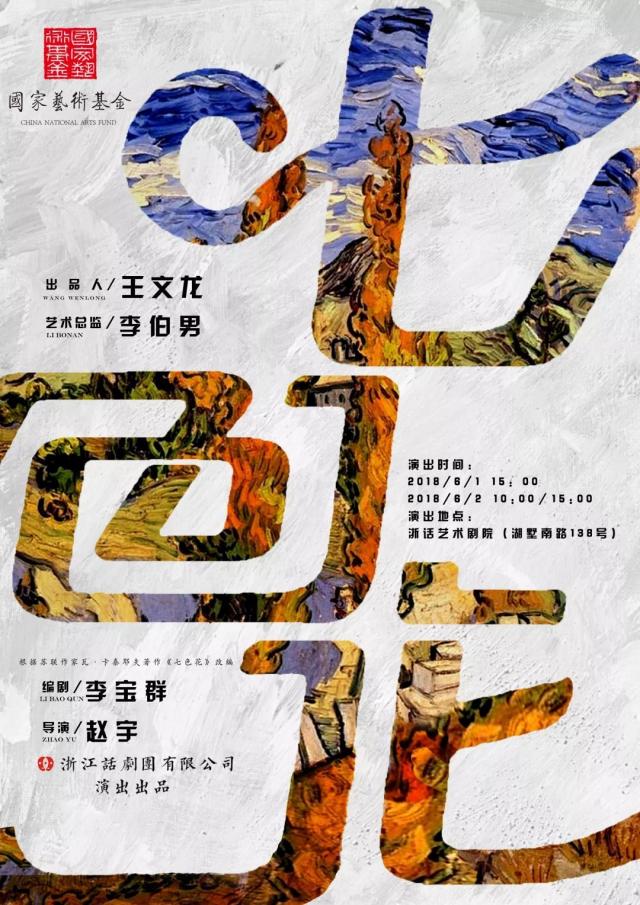 國家藝術基金
國家藝術基金
CHINA NATIONAL ARTS FUND
七色花
出品人/王文龙
WANG WENLONG
艺术总监/李伯男
LI BONAN
演出时间：
2018/6/1 15：00
2018/6/2 10:00/15:00
演出地点：
浙话艺术剧院（湖墅南路138号）
根据苏联作家瓦·卡泰耶夫著作《七色花》改编
编剧/李宝群
LI BAO QUN
导演/赵宇
ZHAO YU
浙江話劇團有限公司
演出出品